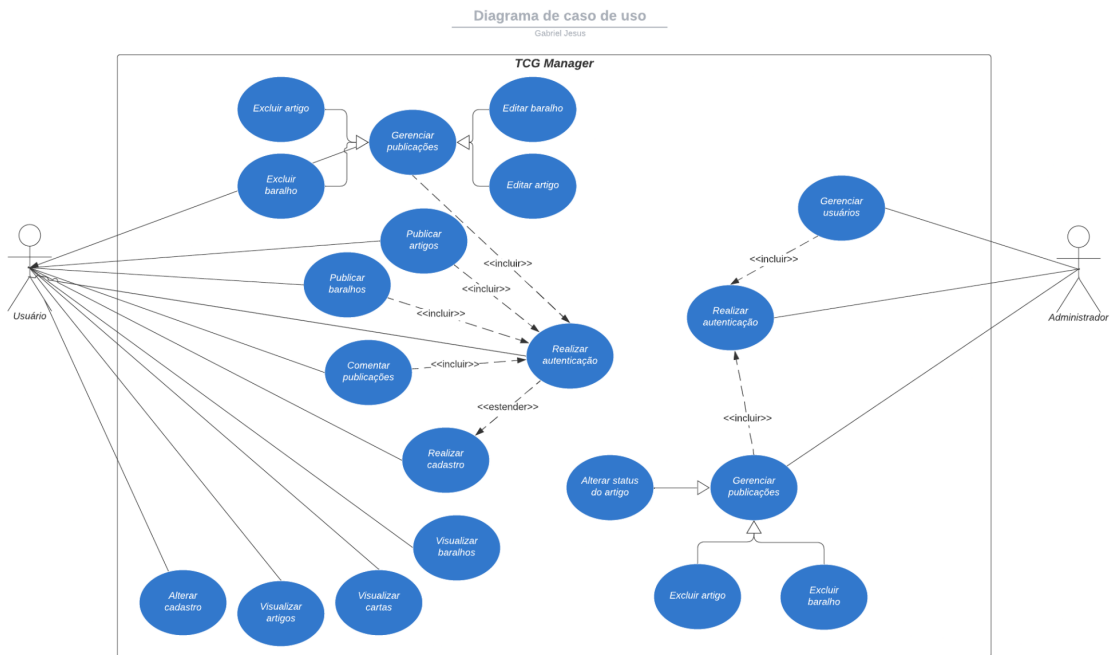 Diagrama de caso de uso
Gabriel Jesus
TCG Manager
Excluir artigo
Gerenciar
publicações
Editar baralho
Excluir
baralho
Editar artigo
Gerenciar
usuários
Publicar
artigos
<<incluir>>
<<incluir>>
Publicar
baralhos
<<incluir>>
<<incluir>>
Usuário
Realizar
autenticação
Administrador
Realizar
autenticação
Comentar
publicações
<<incluir>>
<<estender>>
<<incluir>>
Realizar
cadastro
Alterar status
do artigo
Gerenciar
publicações
Visualizar
baralhos
Alterar
cadastro
Visualizar
artigos
Visualizar
cartas
Excluir artigo
Excluir
baralho